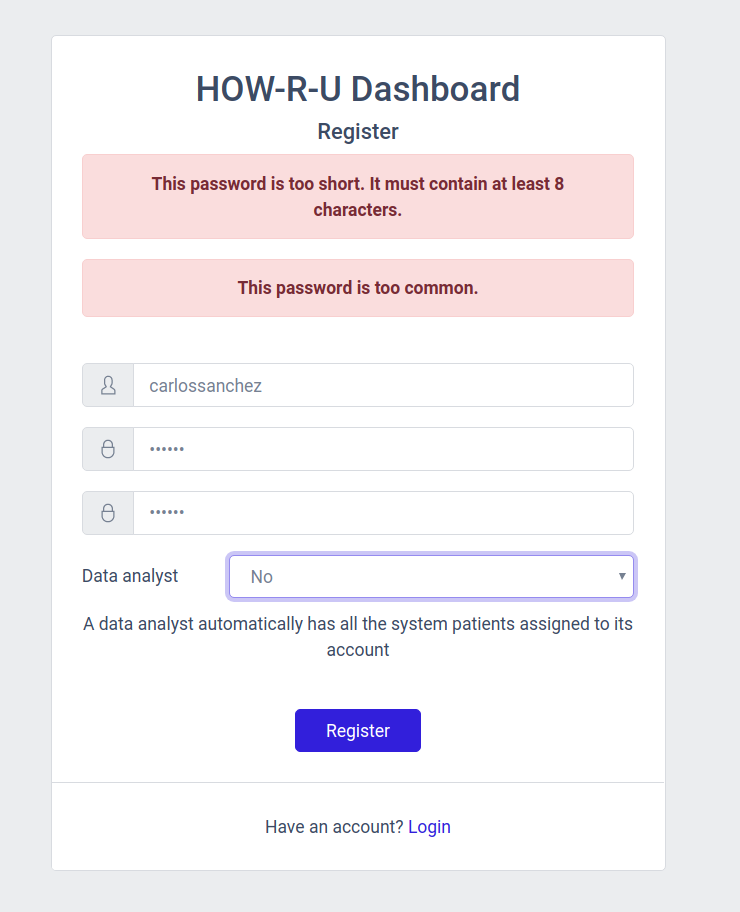 HOW-R-U Dashboard
Register
This password is too short. It must contain at least 8
characters.
This password is too common.
carlossanchez
••••••
••••••
Data analyst
No
A data analyst automatically has all the system patients assigned to its
account
Register
Have an account? Login